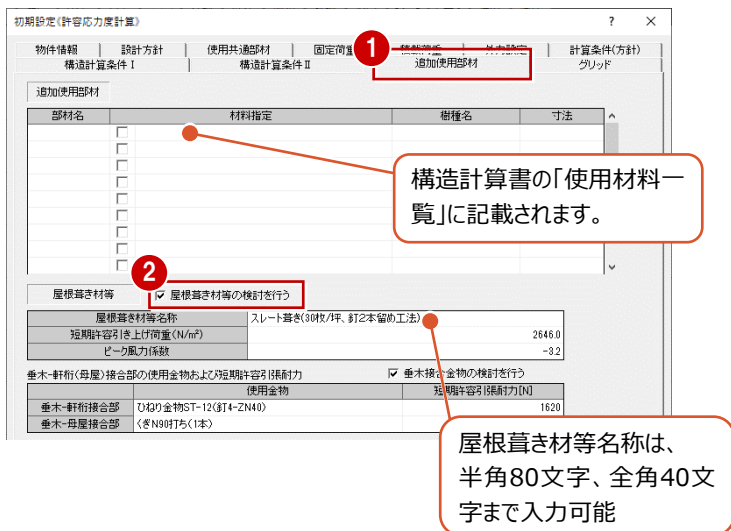 初期設定《許容応力度計算》
? ×
物件情報 設計方針 使用共通部材 固定荷重 積載荷重 外力設定 計算条件(方針)
構造計算条件Ⅰ 構造計算条件Ⅱ 追加使用部材 グリッド
1
追加使用部材
部材名 材料指定 樹種名 寸法
構造計算書の「使用材料一
覧」に記載されます。
2
屋根葺き材等 屋根葺き材等の検討を行う
屋根葺き材等名称 スレート葺き(30枚/坪、釘2本留め工法)
短期許容引き上げ荷重(N/m²) 2646.0
ピーク風力係数 -3.2
垂木-軒桁(母屋)接合部の使用金物および短期許容引張耐力 垂木接合金物の検討を行う
使用金物 短期許容引張耐力[N]
垂木-軒桁接合部 ひねり金物ST-12(釘4-ZN40) 1620
垂木-母屋接合部 くぎN90打ち(1本)
屋根葺き材等名称は、
半角80文字、全角40文
字まで入力可能